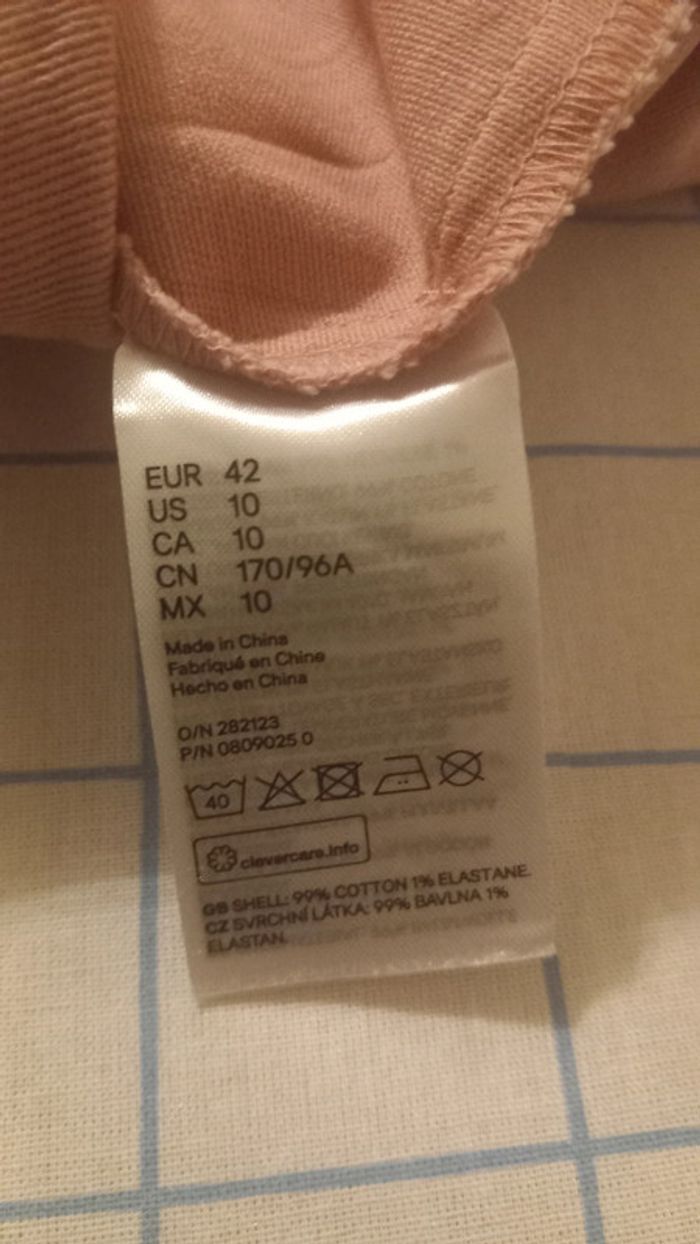 EUR 42
US 10
CA 10
CN 170/96A
MX 10
Made in China
Fabriqué en Chine
Hecho en China
O/N 282123
P/N 0809025 0
40
clevercare.info
GB SHELL: 99% COTTON 1% ELASTANE.
CZ SVRCHNÍ LÁTKA: 99% BAVLNA 1%
ELASTAN.